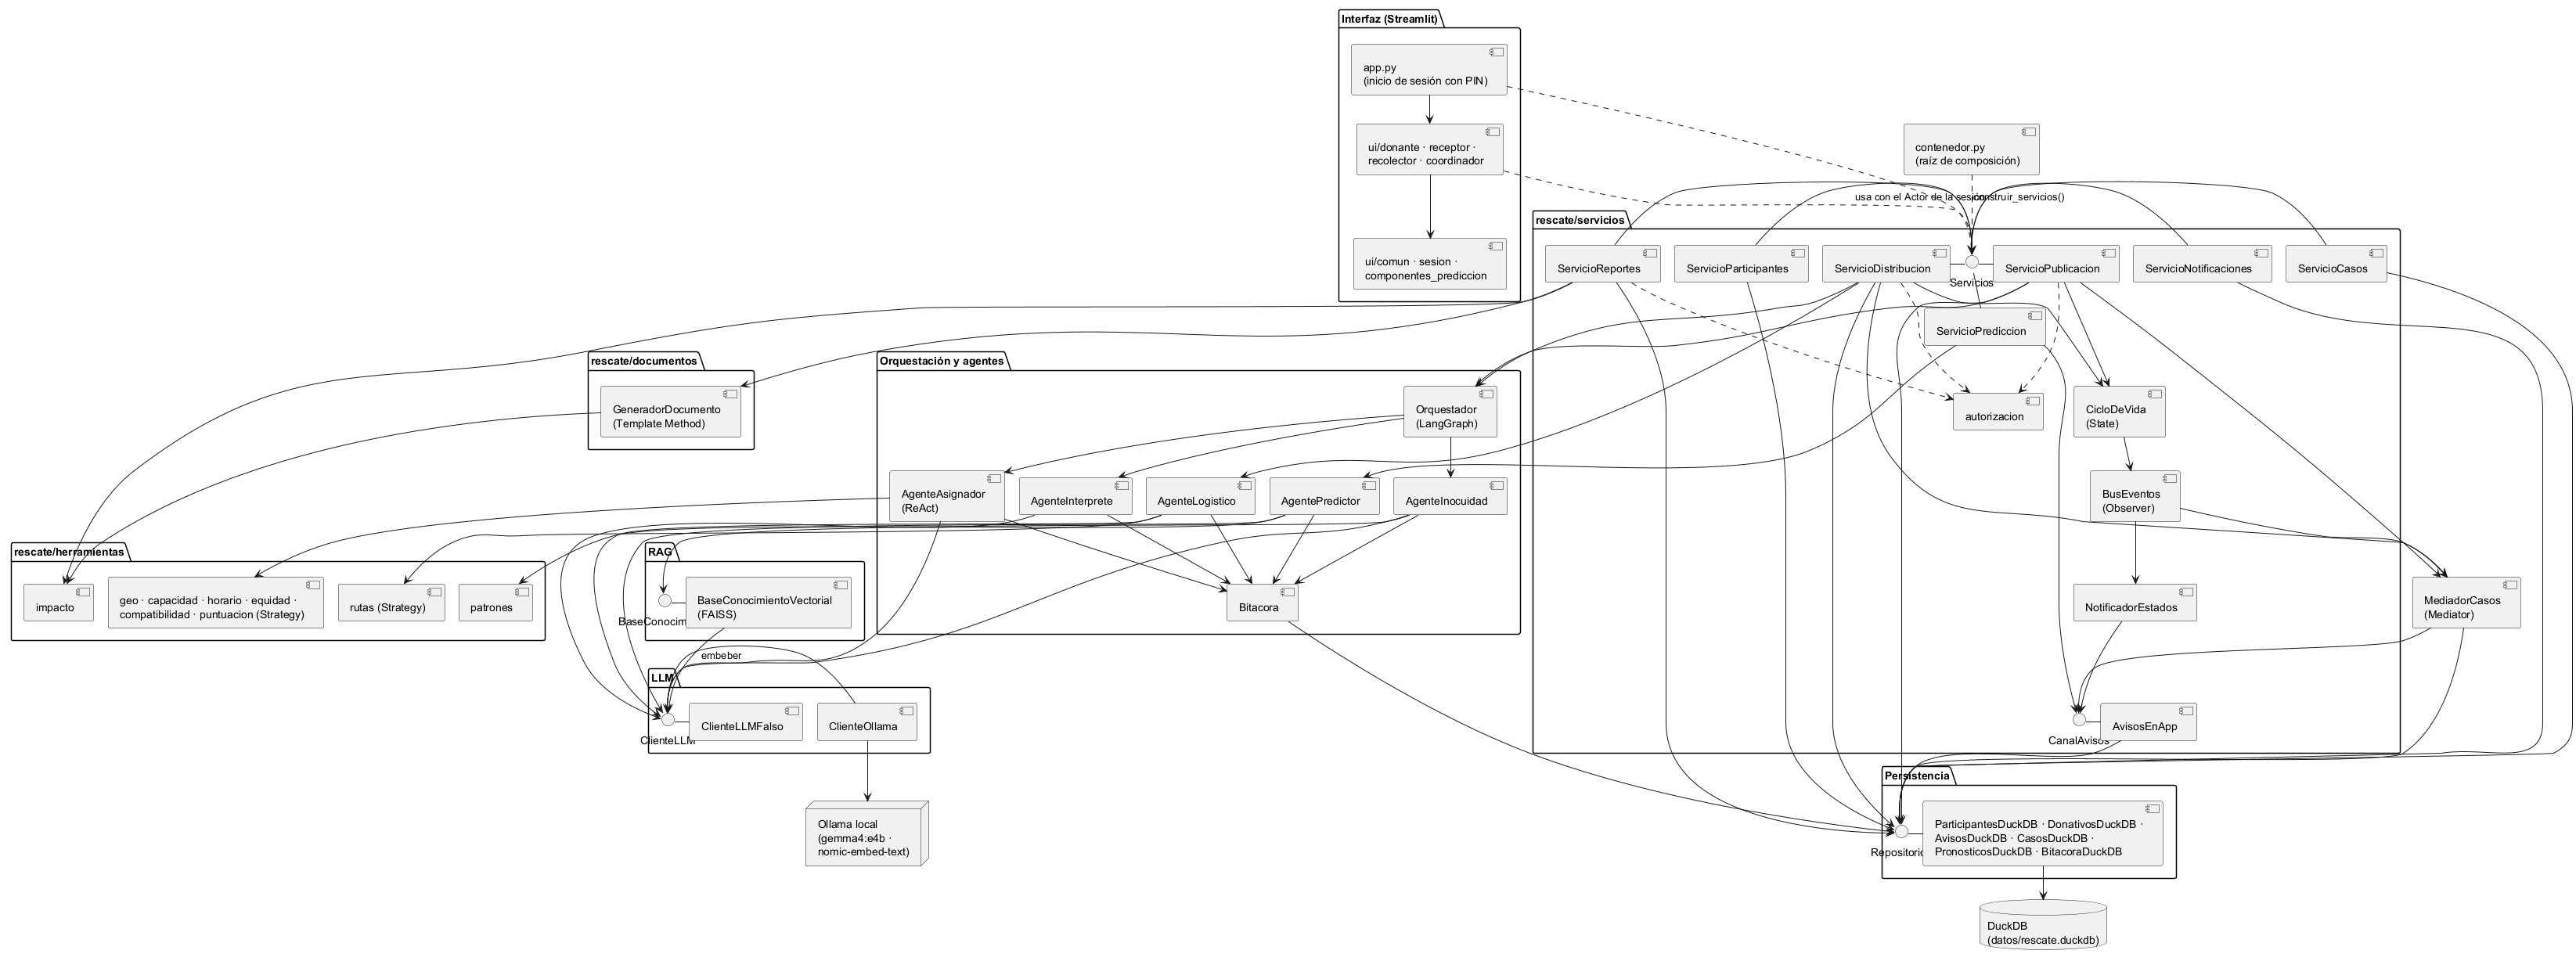 Interfaz (Streamlit)
app.py
(inicio de sesión con PIN)
ui/donante · receptor ·
recolector · coordinador
ui/comun · sesion ·
componentes_prediccion
contenedor.py
(raíz de composición)
usa con el Actor de la sesión
construir_servicios()
rescate/servicios
ServicioReportes
ServicioParticipantes
ServicioDistribucion
Servicios
ServicioPublicacion
ServicioNotificaciones
ServicioCasos
ServicioPrediccion
autorizacion
CicloDeVida
(State)
BusEventos
(Observer)
NotificadorEstados
MediadorCasos
(Mediator)
CanalAvisos
AvisosEnApp
rescate/documentos
GeneradorDocumento
(Template Method)
Orquestación y agentes
Orquestador
(LangGraph)
AgenteAsignador
(ReAct)
AgenteInterprete
AgenteLogistico
AgentePredictor
AgenteInocuidad
Bitacora
rescate/herramientas
impacto
geo · capacidad · horario · equidad ·
compatibilidad · puntuacion (Strategy)
rutas (Strategy)
patrones
RAG
BaseConocim
BaseConocimientoVectorial
(FAISS)
embeber
LLM
ClienteLLM
ClienteLLMFalso
ClienteOllama
Ollama local
(gemma4:e4b ·
nomic-embed-text)
Persistencia
Repositorio
ParticipantesDuckDB · DonativosDuckDB ·
AvisosDuckDB · CasosDuckDB ·
PronosticosDuckDB · BitacoraDuckDB
DuckDB
(datos/rescate.duckdb)